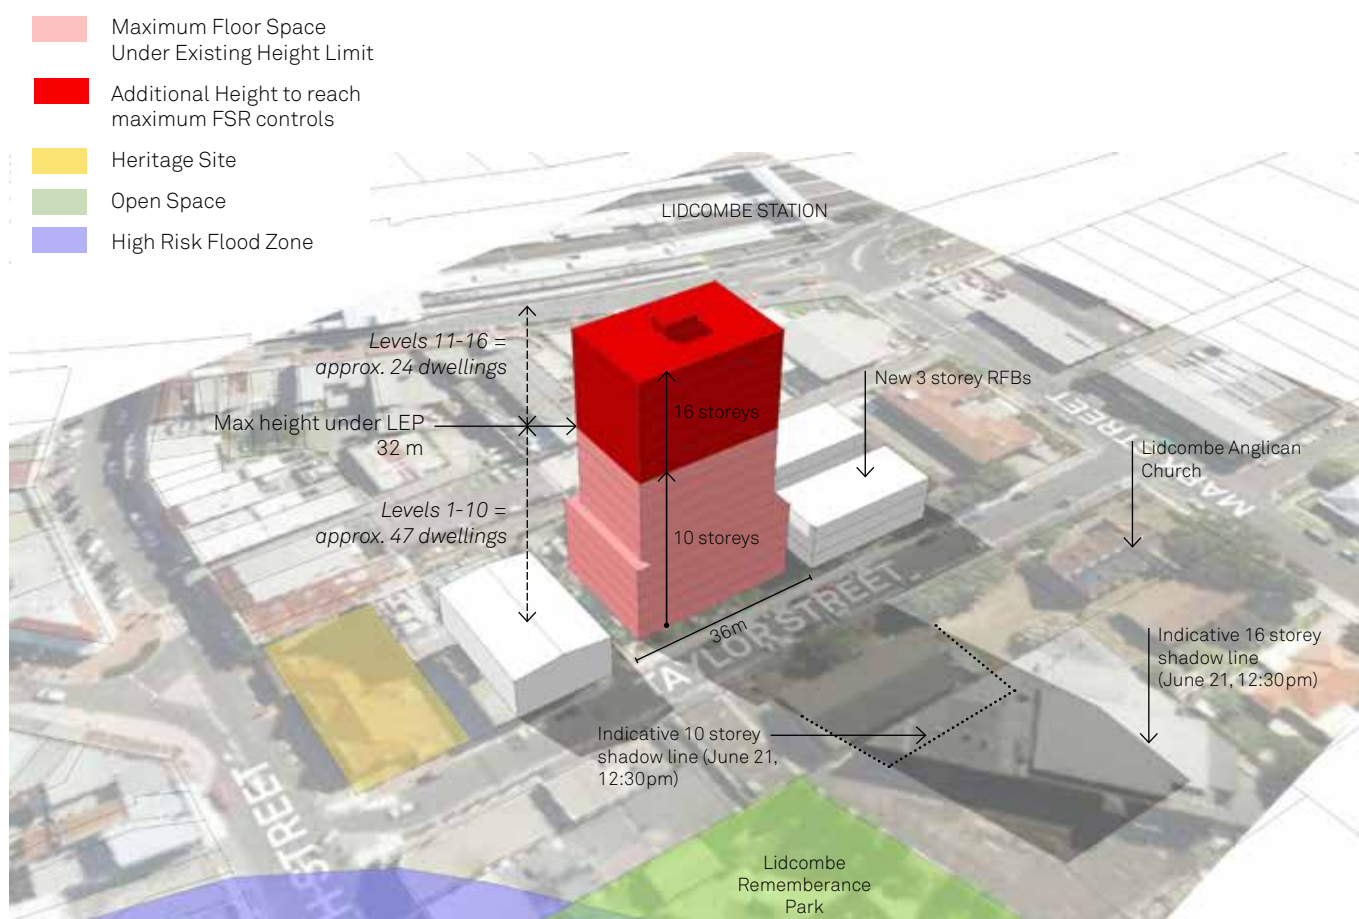 Maximum Floor Space
Under Existing Height Limit
Additional Height to reach
maximum FSR controls
Heritage Site
Open Space
High Risk Flood Zone
LIDCOMBE STATION
Levels 11-16 =
approx. 24 dwellings
Max height under LEP
32 m
16 storeys
New 3 storey RFBs
Lidcombe Anglican
Church
Levels 1-10 =
approx. 47 dwellings
10 storeys
36m
TAYLOR STREET
STREET
Indicative 16 storey
shadow line
(June 21, 12:30pm)
Indicative 10 storey
shadow line (June 21,
12:30pm)
STREET
Lidcombe
Rememberance
Park